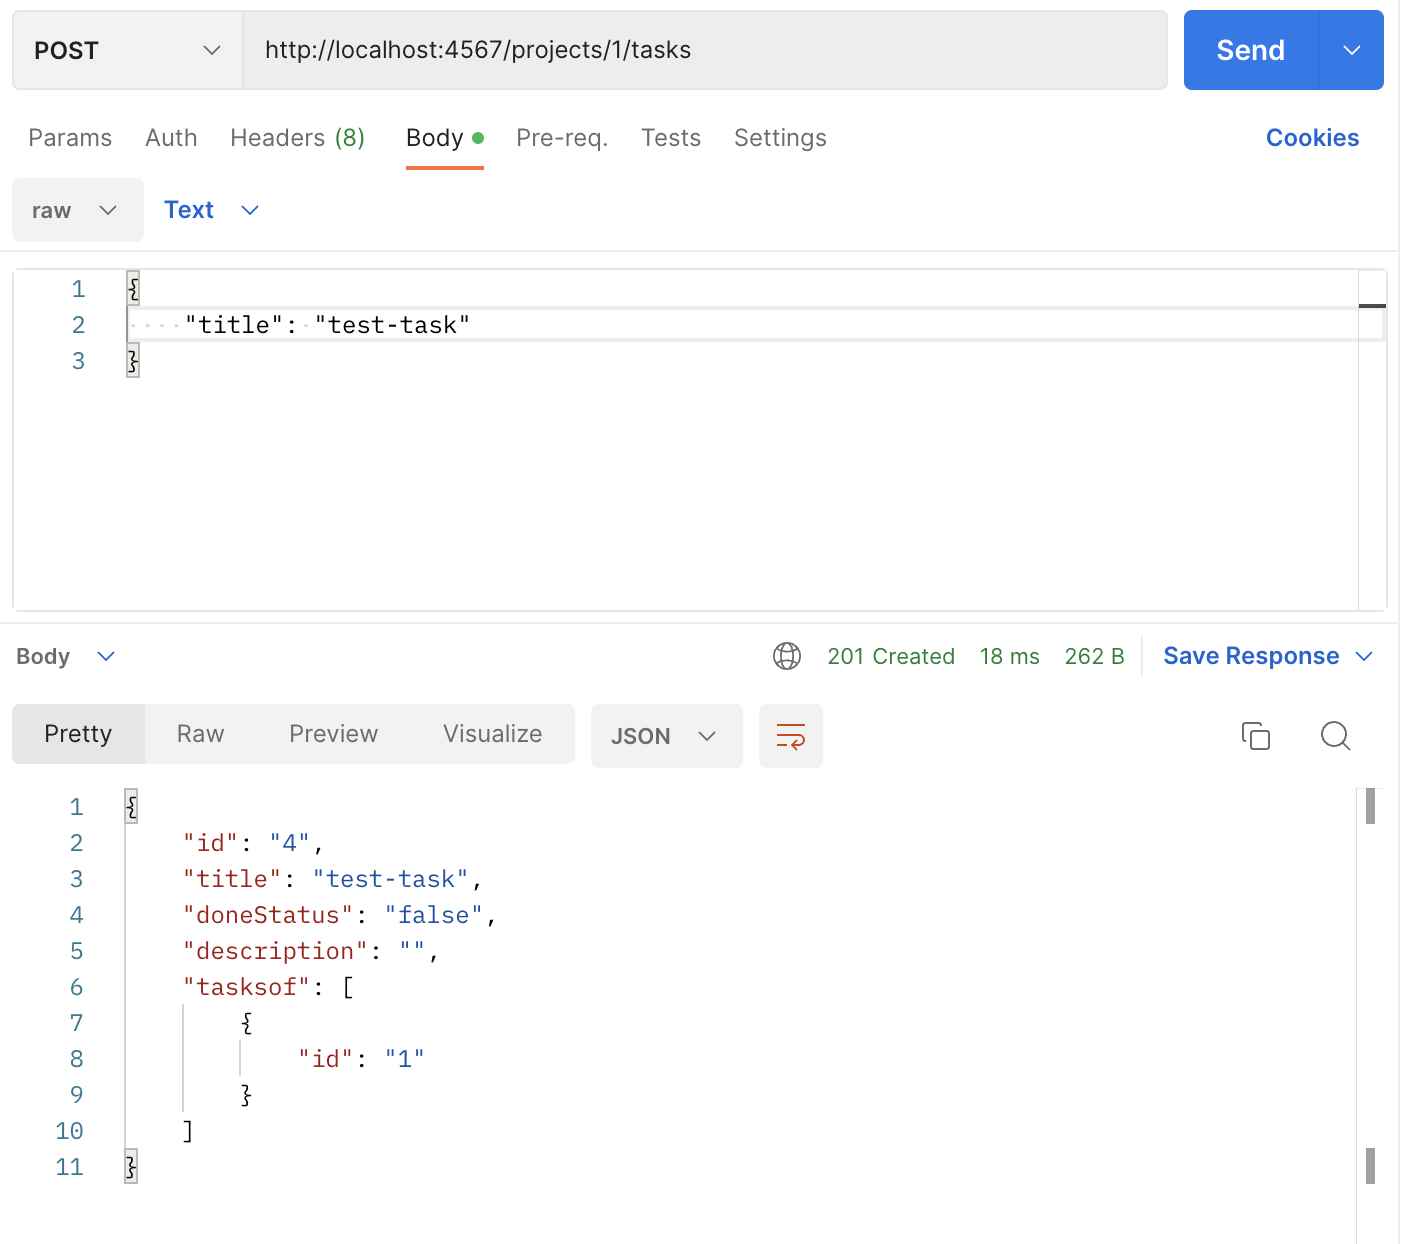 POST http://localhost:4567/projects/1/tasks Send
Params Auth Headers (8) Body Pre-req. Tests Settings Cookies
raw Text
1 {
2 ····"title":·"test-task"
3 }
Body 201 Created 18 ms 262 B Save Response
Pretty Raw Preview Visualize JSON
1 {
2 "id": "4",
3 "title": "test-task",
4 "doneStatus": "false",
5 "description": "",
6 "tasksof": [
7 {
8 "id": "1"
9 }
10 ]
11 }